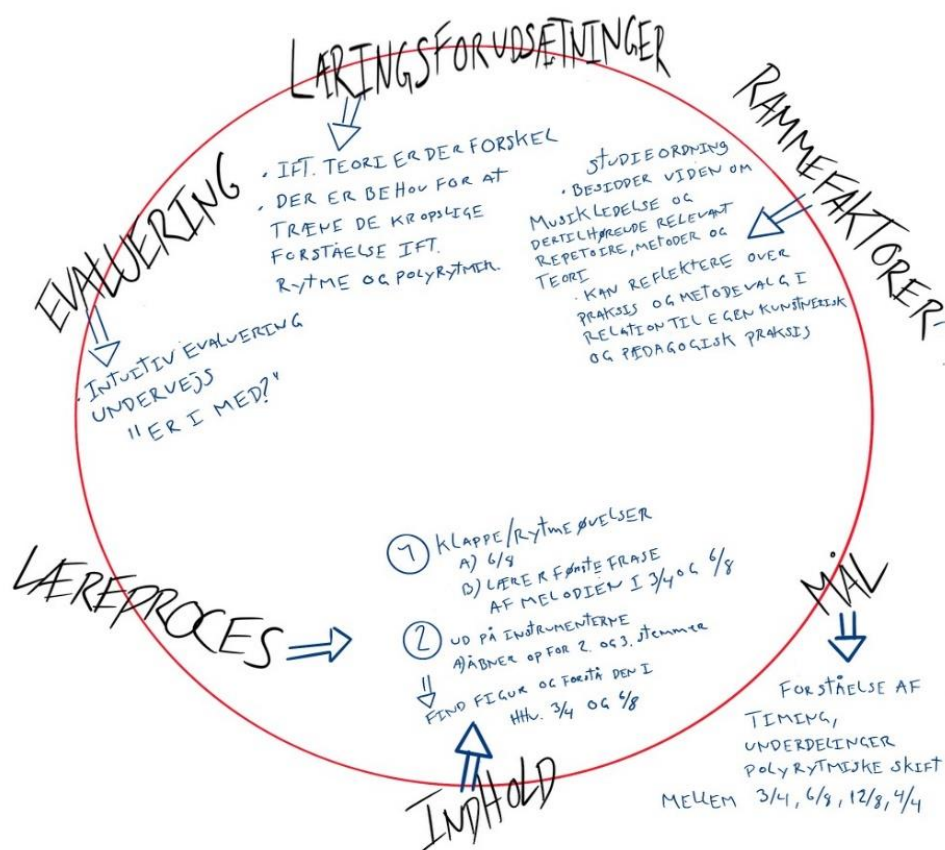 LÆRINGSFORUDSÆTNINGER
· IFT. TEORI ER DER FORSKEL
· DER ER BEHOV FOR AT
TRÆNE DE KROPSLIGE
FORSTÅELSE IFT.
RYTME OG POLYRYTMER.
RAMMEFAKTORER
STUDIEORDNING
· BESIDDER VIDEN OM
MUSIKLEDELSE OG
DERTILHØRENDE RELEVANT
REPETOIRE, METODER OG
TEORI
· KAN REFLEKTERE OVER
PRAKSIS OG METODEVALG I
RELATION TIL EGEN KUNSTNERISK
OG PÆDAGOGISK PRAKSIS
EVALUERING
· INTUITIV EVALUERING
UNDERVEJS
"ER I MED?"
LÆREPROCES
1 KLAPPE/RYTMEØVELSER
A) 6/8
B) LÆRER FØRSTE FRASE
AF MELODIEN I 3/4 OG 6/8
2 UD PÅ INSTRUMENTERNE
A) ÅBNER OP FOR 2. OG 3. STEMMER
FIND FIGUR OG FORSTÅ DEN I
HHV. 3/4 OG 6/8
INDHOLD
MÅL
FORSTÅELSE AF
TIMING,
UNDERDELINGER
POLYRYTMISKE SKIFT
MELLEM 3/4, 6/8, 12/8, 4/4